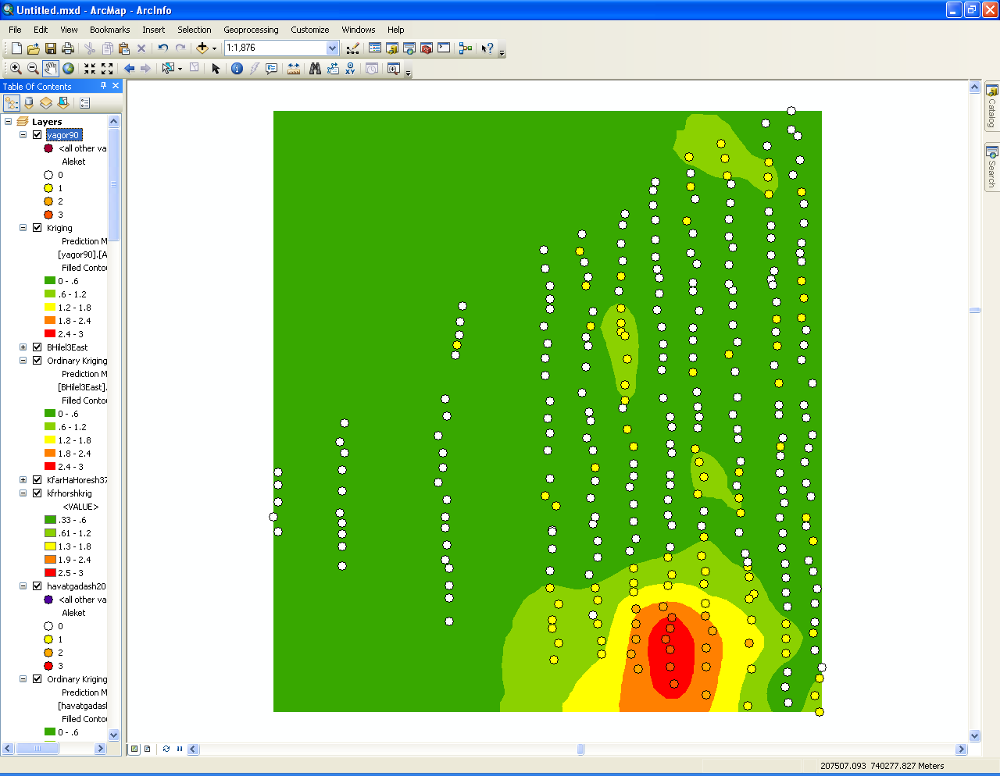 Untitled.mxd - ArcMap - ArcInfo
File Edit View Bookmarks Insert Selection Geoprocessing Customize Windows Help
1:1,876
Table Of Contents
Layers
yagor90
<all other va
Aleket
0
1
2
3
Kriging
Prediction M
[yagor90].[A
Filled Contou
0 - .6
.6 - 1.2
1.2 - 1.8
1.8 - 2.4
2.4 - 3
BHilel3East
Ordinary Kriging
Prediction M
[BHilel3East].
Filled Contou
0 - .6
.6 - 1.2
1.2 - 1.8
1.8 - 2.4
2.4 - 3
KfarHaHoresh37
kfrhorshkrig
<VALUE>
.33 - .6
.61 - 1.2
1.3 - 1.8
1.9 - 2.4
2.5 - 3
havatgadash20
<all other va
Aleket
0
1
2
3
Ordinary Kriging
Prediction M
[havatgadash
Filled Contou
0 - .6
Catalog
Search
207507.093 740277.827 Meters